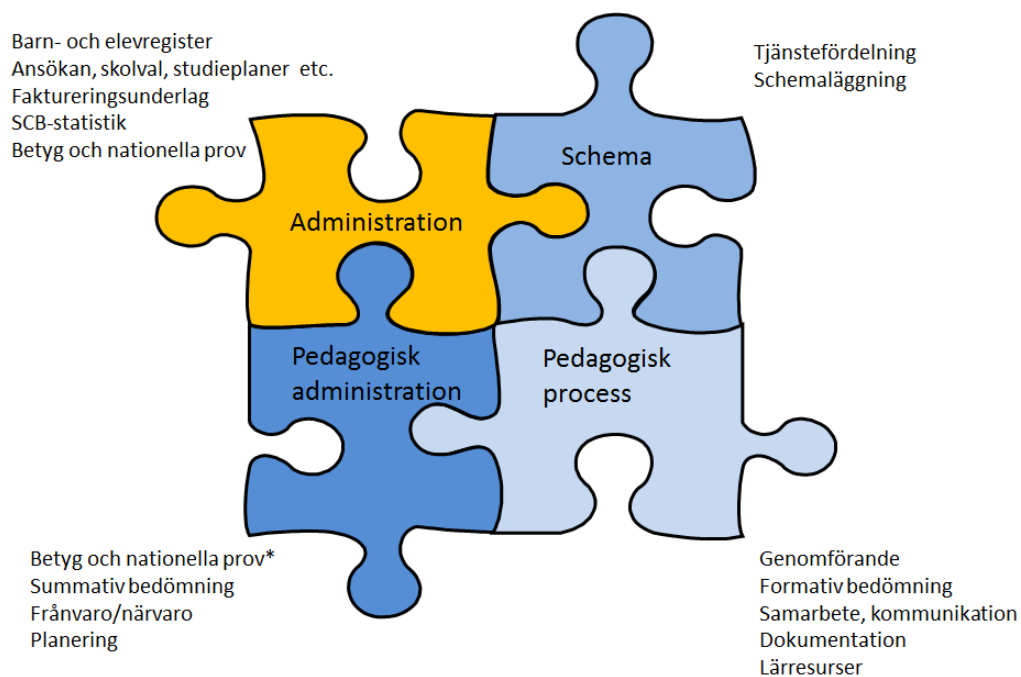 Barn- och elevregister
Ansökan, skolval, studieplaner etc.
Faktureringsunderlag
SCB-statistik
Betyg och nationella prov
Tjänstefördelning
Schemaläggning
Administration
Schema
Pedagogisk
administration
Pedagogisk
process
Betyg och nationella prov*
Summativ bedömning
Frånvaro/närvaro
Planering
Genomförande
Formativ bedömning
Samarbete, kommunikation
Dokumentation
Lärresurser